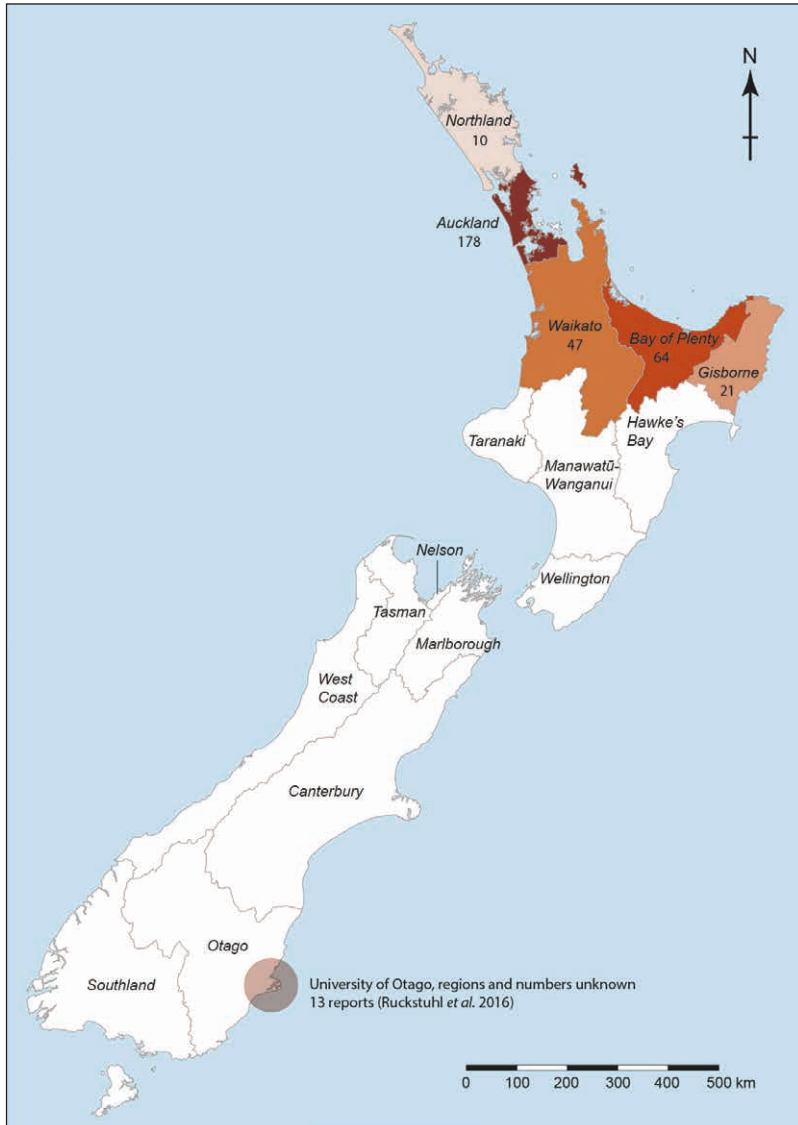 N
Northland
10
Auckland
178
Waikato
47
Bay of Plenty
64
Gisborne
21
Hawke's
Bay
Taranaki
Manawatū-
Wanganui
Wellington
Nelson
Tasman
Marlborough
West
Coast
Canterbury
Otago
Southland
University of Otago, regions and numbers unknown
13 reports (Ruckstuhl et al. 2016)
0 100 200 300 400 500 km